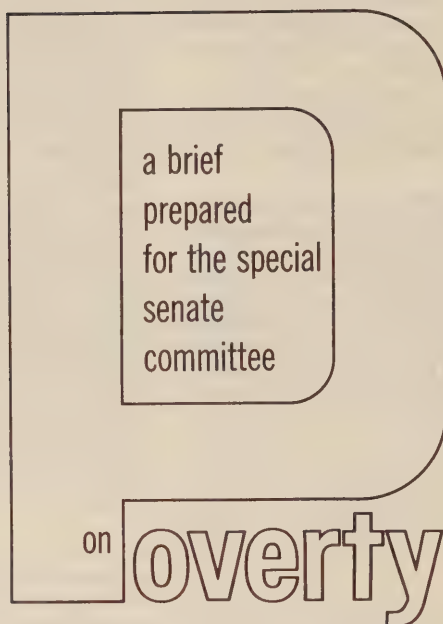 a brief
prepared
for the special
senate
committee
on Poverty